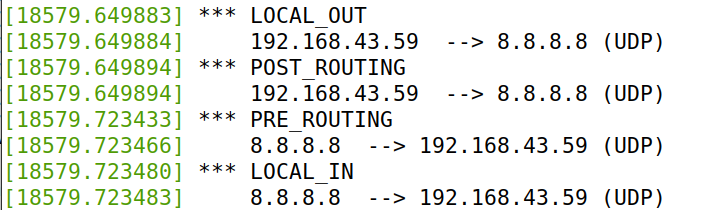 [18579.649883] *** LOCAL_OUT
[18579.649884]     192.168.43.59  --> 8.8.8.8 (UDP)
[18579.649894] *** POST_ROUTING
[18579.649894]     192.168.43.59  --> 8.8.8.8 (UDP)
[18579.723433] *** PRE_ROUTING
[18579.723466]     8.8.8.8  --> 192.168.43.59 (UDP)
[18579.723480] *** LOCAL_IN
[18579.723483]     8.8.8.8  --> 192.168.43.59 (UDP)